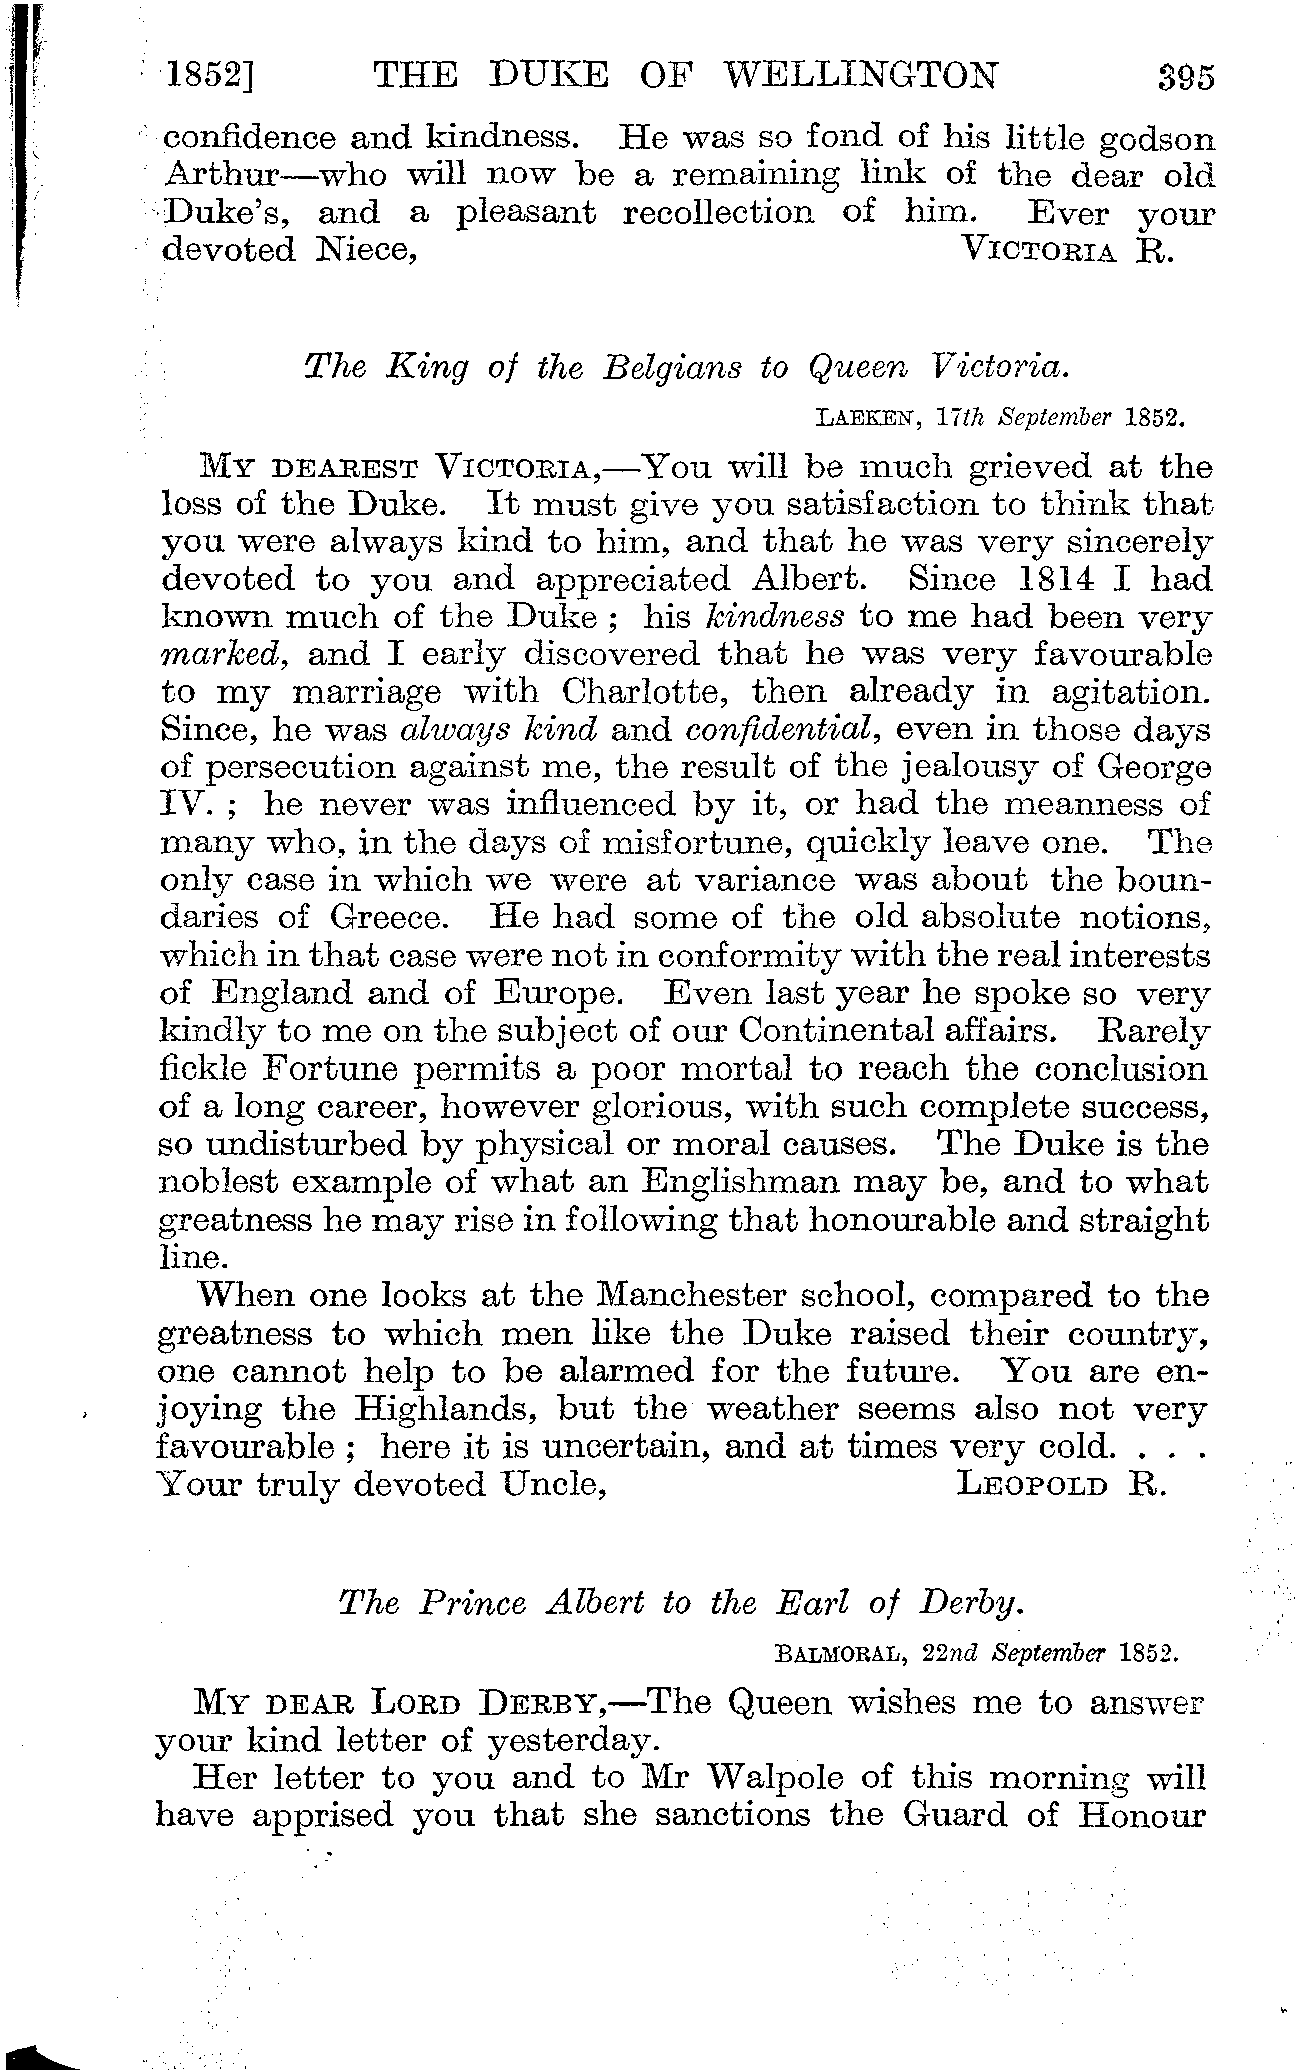 1852] THE DUKE OF WELLINGTON 395
confidence and kindness. He was so fond of his little godson
Arthur—who will now be a remaining link of the dear old
Duke's, and a pleasant recollection of him. Ever your
devoted Niece, VICTORIA R.
The King of the Belgians to Queen Victoria.
LAEKEN, 17th September 1852.
MY DEAREST VICTORIA,—You will be much grieved at the
loss of the Duke. It must give you satisfaction to think that
you were always kind to him, and that he was very sincerely
devoted to you and appreciated Albert. Since 1814 I had
known much of the Duke ; his kindness to me had been very
marked, and I early discovered that he was very favourable
to my marriage with Charlotte, then already in agitation.
Since, he was always kind and confidential, even in those days
of persecution against me, the result of the jealousy of George
IV. ; he never was influenced by it, or had the meanness of
many who, in the days of misfortune, quickly leave one. The
only case in which we were at variance was about the boun-
daries of Greece. He had some of the old absolute notions,
which in that case were not in conformity with the real interests
of England and of Europe. Even last year he spoke so very
kindly to me on the subject of our Continental affairs. Rarely
fickle Fortune permits a poor mortal to reach the conclusion
of a long career, however glorious, with such complete success,
so undisturbed by physical or moral causes. The Duke is the
noblest example of what an Englishman may be, and to what
greatness he may rise in following that honourable and straight
line.
When one looks at the Manchester school, compared to the
greatness to which men like the Duke raised their country,
one cannot help to be alarmed for the future. You are en-
joying the Highlands, but the weather seems also not very
favourable ; here it is uncertain, and at times very cold. . . .
Your truly devoted Uncle, LEOPOLD R.
The Prince Albert to the Earl of Derby.
BALMORAL, 22nd September 1852.
MY DEAR LORD DERBY,—The Queen wishes me to answer
your kind letter of yesterday.
Her letter to you and to Mr Walpole of this morning will
have apprised you that she sanctions the Guard of Honour